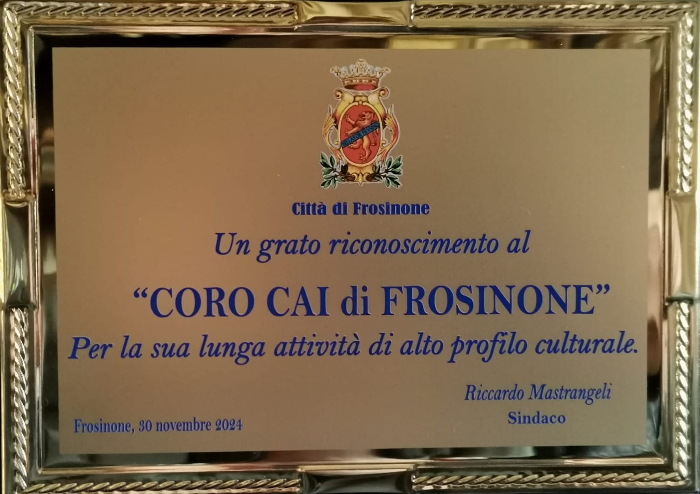 Città di Frosinone
Un grato riconoscimento al
“CORO CAI di FROSINONE”
Per la sua lunga attività di alto profilo culturale.
Riccardo Mastrangeli
Sindaco
Frosinone, 30 novembre 2024